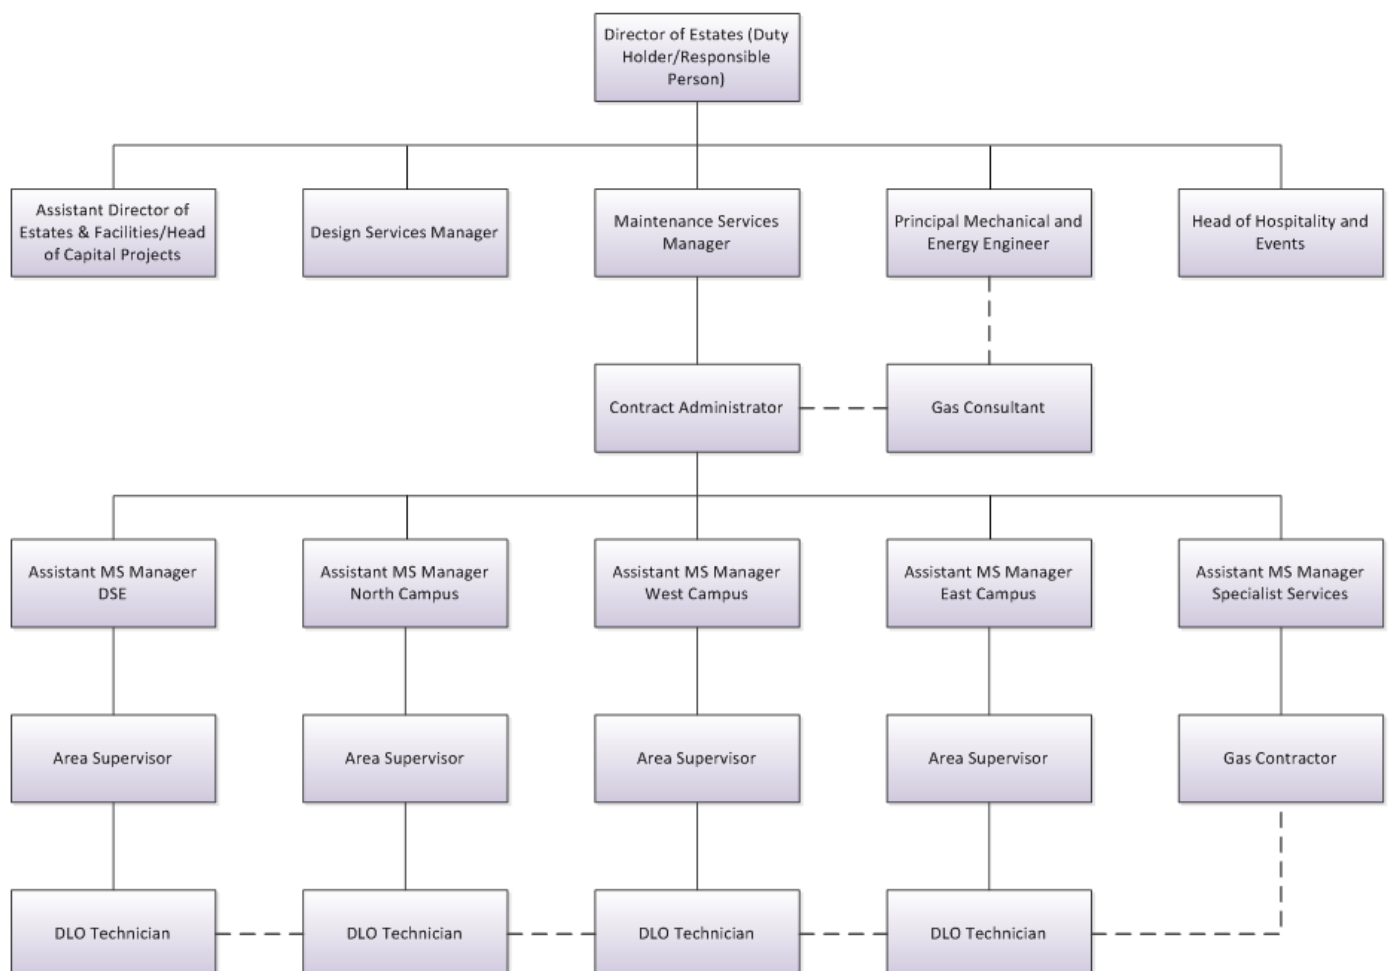 Director of Estates (Duty
Holder/Responsible
Person)
Assistant Director of
Estates & Facilities/Head
of Capital Projects
Design Services Manager
Maintenance Services
Manager
Principal Mechanical and
Energy Engineer
Head of Hospitality and
Events
Contract Administrator
Gas Consultant
Assistant MS Manager
DSE
Assistant MS Manager
North Campus
Assistant MS Manager
West Campus
Assistant MS Manager
East Campus
Assistant MS Manager
Specialist Services
Area Supervisor
Area Supervisor
Area Supervisor
Area Supervisor
Gas Contractor
DLO Technician
DLO Technician
DLO Technician
DLO Technician